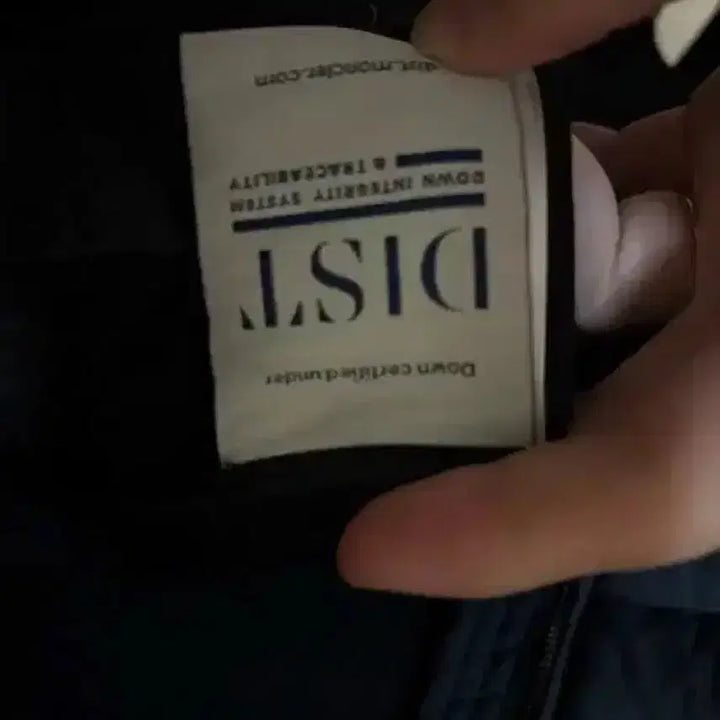 Down certified under
DIST
DOWN INTEGRITY SYSTEM
& TRACEABILITY
dist.moncler.com